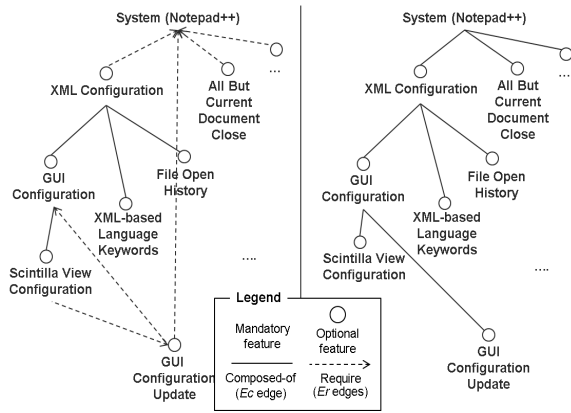 System (Notepad++)
...
XML Configuration
All But
Current
Document
Close
GUI
Configuration
File Open
History
XML-based
Language
Keywords
Scintilla View
Configuration
....
GUI
Configuration
Update
System (Notepad++)
...
XML Configuration
All But
Current
Document
Close
GUI
Configuration
File Open
History
XML-based
Language
Keywords
Scintilla View
Configuration
....
GUI
Configuration
Update
Legend
Mandatory
feature
Optional
feature
Composed-of
(Ec edge)
Require
(Er edges)